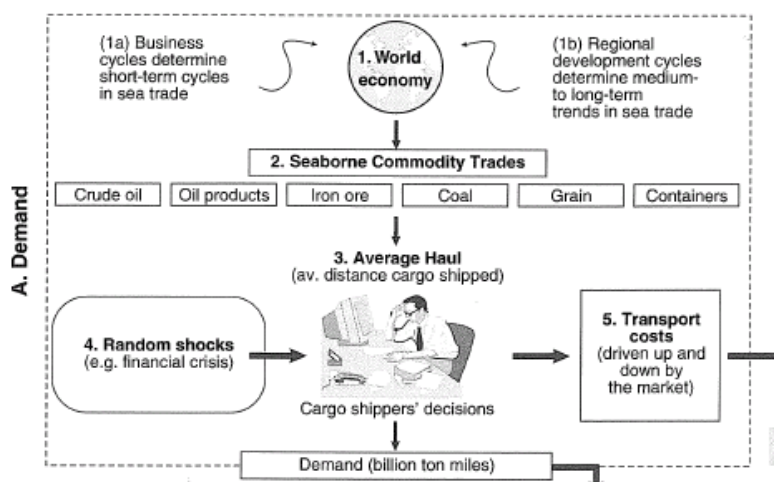 (1a) Business
cycles determine
short-term cycles
in sea trade
1. World
economy
(1b) Regional
development cycles
determine medium-
to long-term
trends in sea trade
2. Seaborne Commodity Trades
Crude oil
Oil products
Iron ore
Coal
Grain
Containers
A. Demand
3. Average Haul
(av. distance cargo shipped)
4. Random shocks
(e.g. financial crisis)
Cargo shippers' decisions
5. Transport
costs
(driven up and
down by
the market)
Demand (billion ton miles)